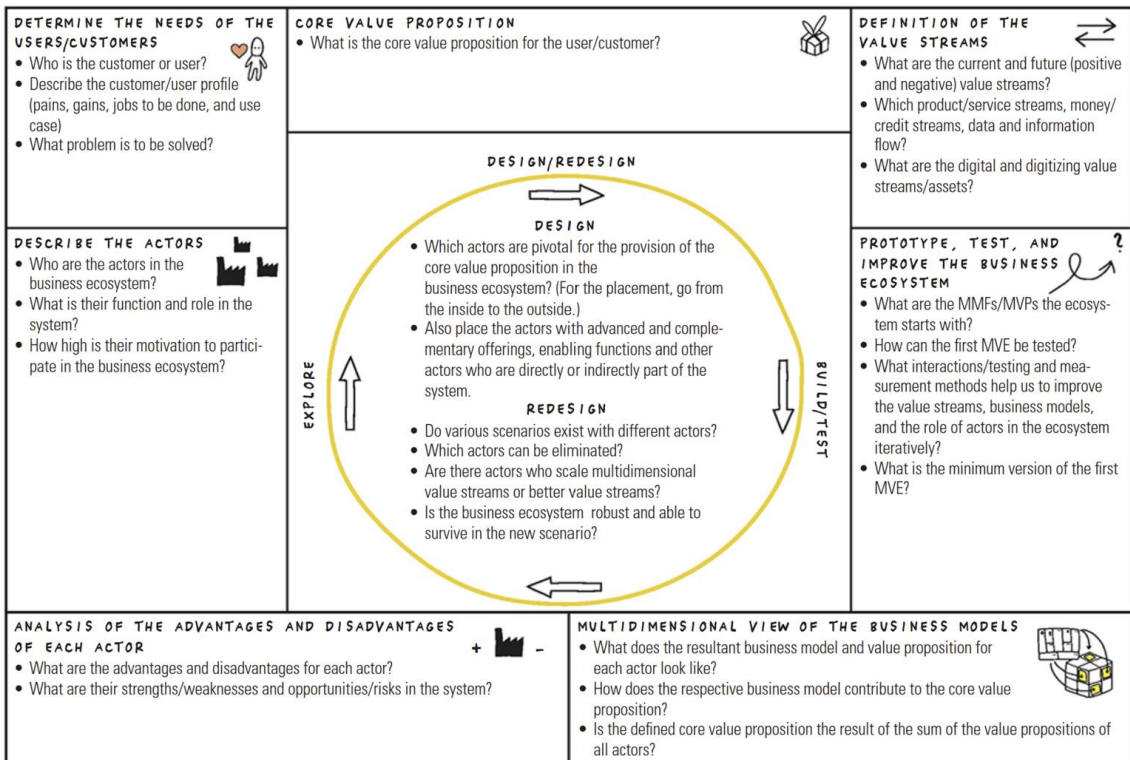 DETERMINE THE NEEDS OF THE
USERS/CUSTOMERS
• Who is the customer or user?
• Describe the customer/user profile
(pains, gains, jobs to be done, and use
case)
• What problem is to be solved?
CORE VALUE PROPOSITION
• What is the core value proposition for the user/customer?
DEFINITION OF THE
VALUE STREAMS
• What are the current and future (positive
and negative) value streams?
• Which product/service streams, money/
credit streams, data and information
flow?
• What are the digital and digitizing value
streams/assets?
DESCRIBE THE ACTORS
• Who are the actors in the
business ecosystem?
• What is their function and role in the
system?
• How high is their motivation to partici-
pate in the business ecosystem?
DESIGN/REDESIGN
EXPLORE
BUILD/TEST
DESIGN
• Which actors are pivotal for the provision of the
core value proposition in the
business ecosystem? (For the placement, go from
the inside to the outside.)
• Also place the actors with advanced and comple-
mentary offerings, enabling functions and other
actors who are directly or indirectly part of the
system.
REDESIGN
• Do various scenarios exist with different actors?
• Which actors can be eliminated?
• Are there actors who scale multidimensional
value streams or better value streams?
• Is the business ecosystem robust and able to
survive in the new scenario?
PROTOTYPE, TEST, AND
IMPROVE THE BUSINESS
ECOSYSTEM
?
• What are the MMFs/MVPs the ecosys-
tem starts with?
• How can the first MVE be tested?
• What interactions/testing and mea-
surement methods help us to improve
the value streams, business models,
and the role of actors in the ecosystem
iteratively?
• What is the minimum version of the first
MVE?
ANALYSIS OF THE ADVANTAGES AND DISADVANTAGES
OF EACH ACTOR
+ -
• What are the advantages and disadvantages for each actor?
• What are their strengths/weaknesses and opportunities/risks in the system?
MULTIDIMENSIONAL VIEW OF THE BUSINESS MODELS
• What does the resultant business model and value proposition for
each actor look like?
• How does the respective business model contribute to the core value
proposition?
• Is the defined core value proposition the result of the sum of the value propositions of
all actors?